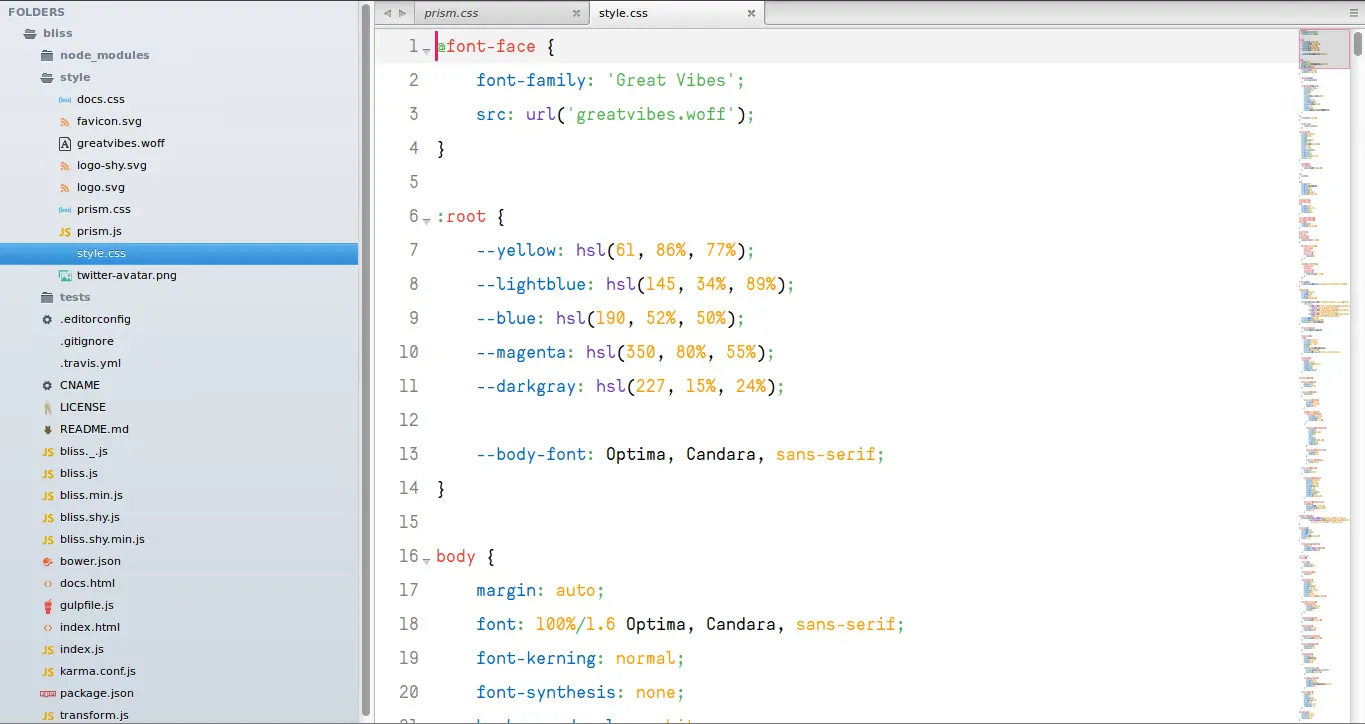 FOLDERS
bliss
node_modules
style
docs.css
favicon.svg
greatvibes.woff
logo-shy.svg
logo.svg
prism.css
prism.js
style.css
twitter-avatar.png
tests
.editorconfig
.gitignore
.travis.yml
CNAME
LICENSE
README.md
bliss._.js
bliss.js
bliss.min.js
bliss.shy.js
bliss.shy.min.js
bower.json
docs.html
gulpfile.js
index.html
index.js
karma.conf.js
package.json
transform.js
prism.css
style.css
1 @font-face {
2 font-family: 'Great Vibes';
3 src: url('greatvibes.woff');
4 }
5
6 :root {
7 --yellow: hsl(61, 86%, 77%);
8 --lightblue: hsl(145, 34%, 89%);
9 --blue: hsl(190, 52%, 50%);
10 --magenta: hsl(350, 80%, 55%);
11 --darkgray: hsl(227, 15%, 24%);
12
13 --body-font: Optima, Candara, sans-serif;
14 }
15
16 body {
17 margin: auto;
18 font: 100%/1.6 Optima, Candara, sans-serif;
19 font-kerning: normal;
20 font-synthesis: none;